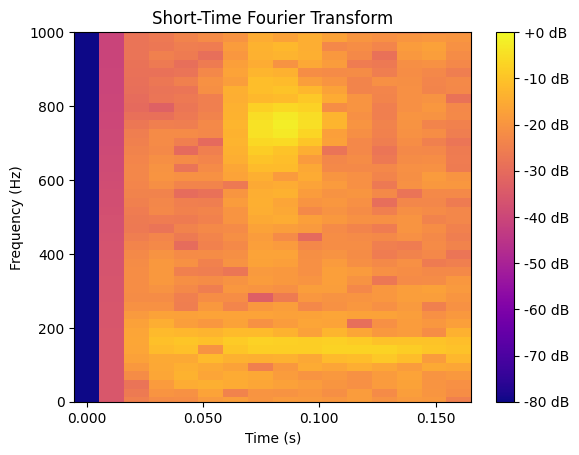 Short-Time Fourier Transform
1000
800
600
400
200
0
Frequency (Hz)
0.000
0.050
0.100
0.150
Time (s)
+0 dB
-10 dB
-20 dB
-30 dB
-40 dB
-50 dB
-60 dB
-70 dB
-80 dB